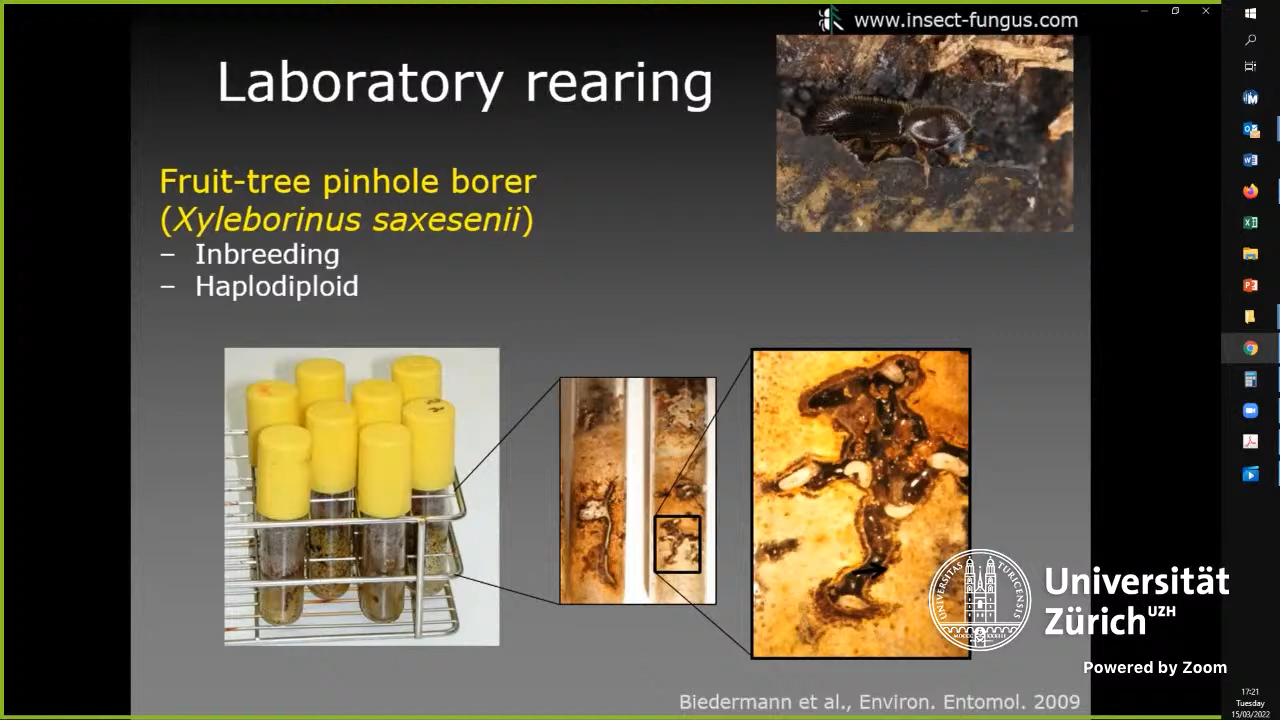 www.insect-fungus.com
Laboratory rearing
Fruit-tree pinhole borer
(Xyleborinus saxesenii)
– Inbreeding
– Haplodiploid
Universität
Zürich UZH
Powered by Zoom
Biedermann et al., Environ. Entomol. 2009
17:21
Tuesday
15/03/2022